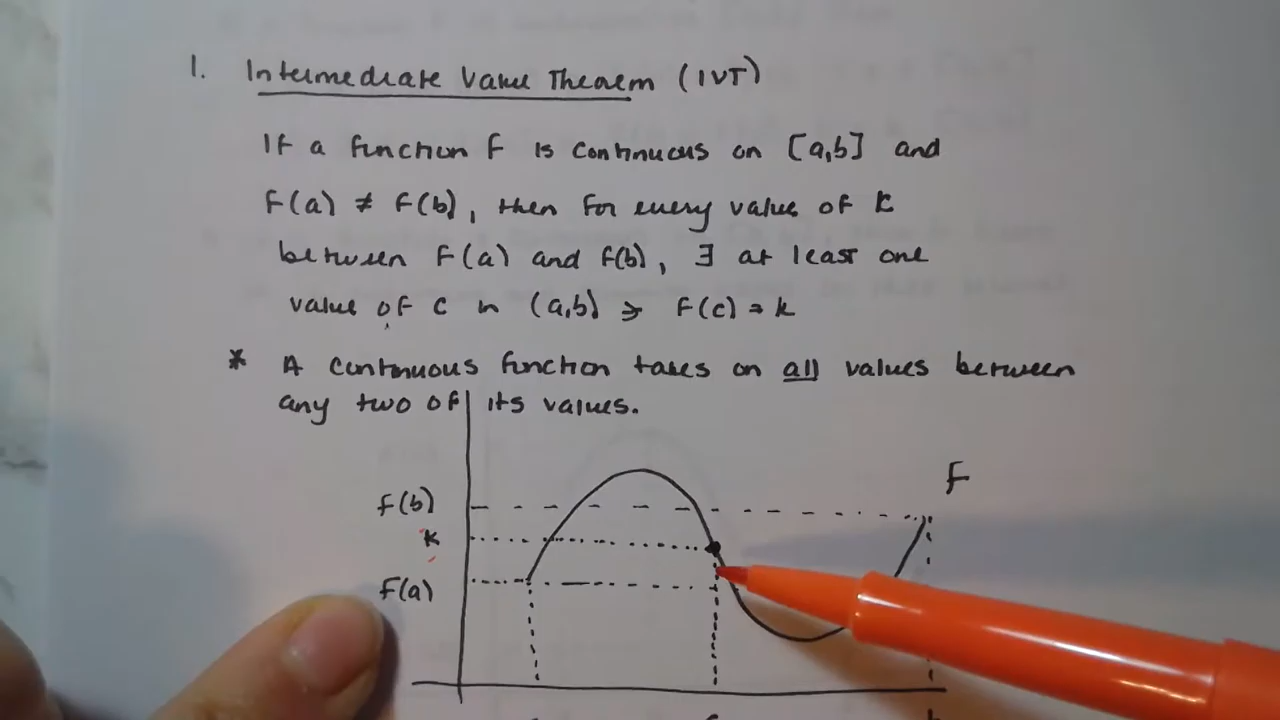 1. Intermediate Value Theorem (IVT)
If a function f is continuous on [a,b] and
f(a) ≠ f(b), then for every value of k
between f(a) and f(b), ∃ at least one
value of c in (a,b) ∋ f(c) = k
* A continuous function takes on all values between
any two of its values.
f
f(b)
k
f(a)